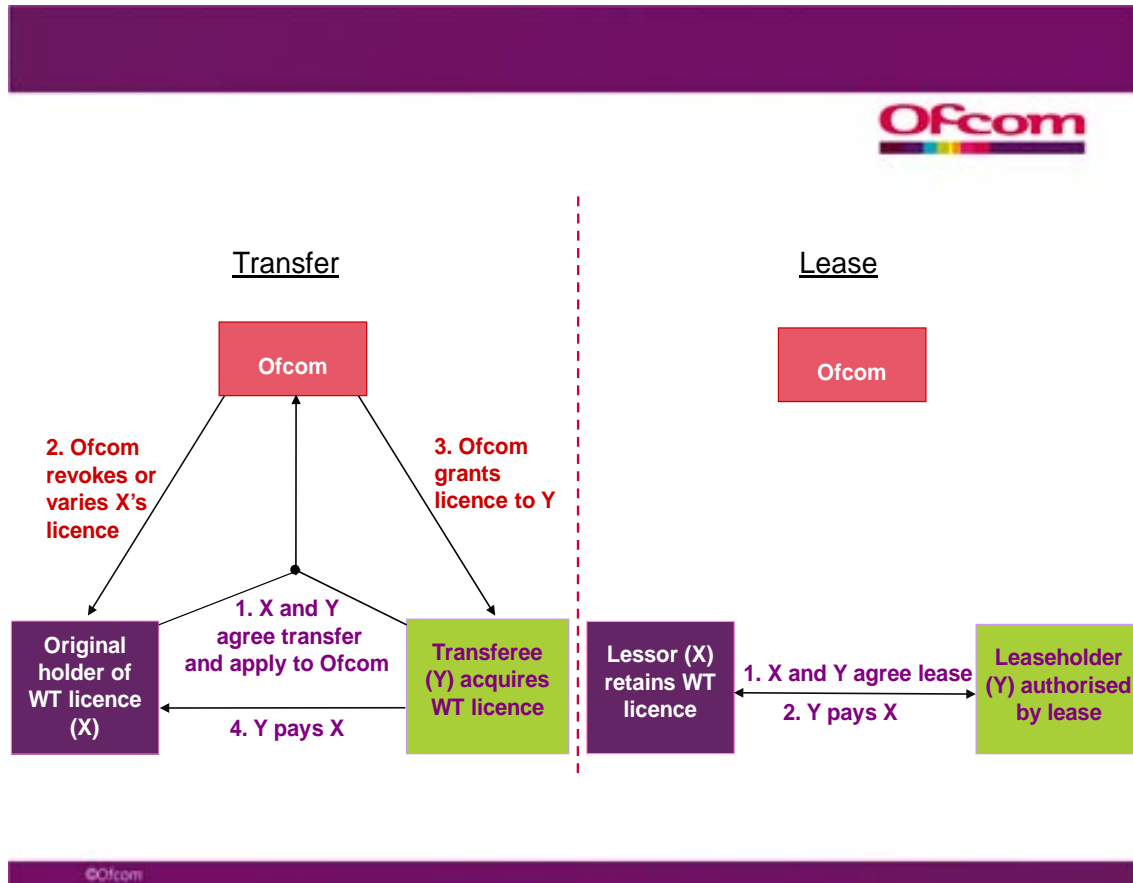 Ofcom
Transfer
Ofcom
2. Ofcom
revokes or
varies X’s
licence
3. Ofcom
grants
licence to Y
1. X and Y
agree transfer
and apply to Ofcom
Original
holder of
WT licence
(X)
Transferee
(Y) acquires
WT licence
4. Y pays X
Lease
Ofcom
Lessor (X)
retains WT
licence
1. X and Y agree lease
2. Y pays X
Leaseholder
(Y) authorised
by lease
©Ofcom